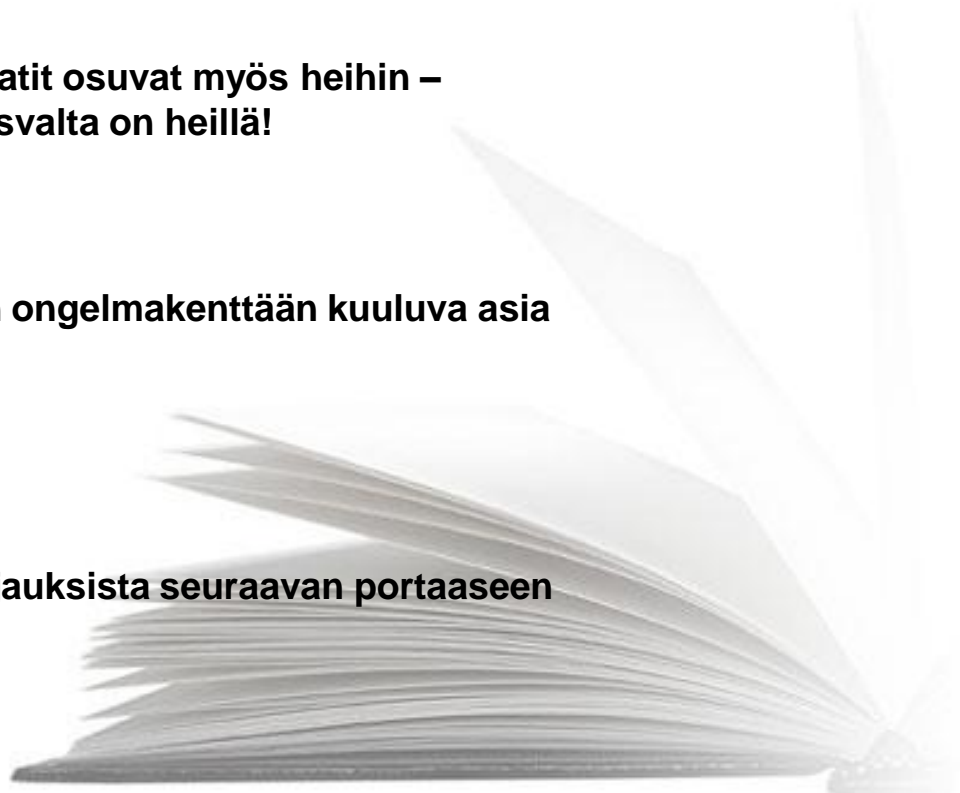 atit osuvat myös heihin –
svalta on heillä!
ongelmakenttään kuuluva asia
auksista seuraavan portaaseen